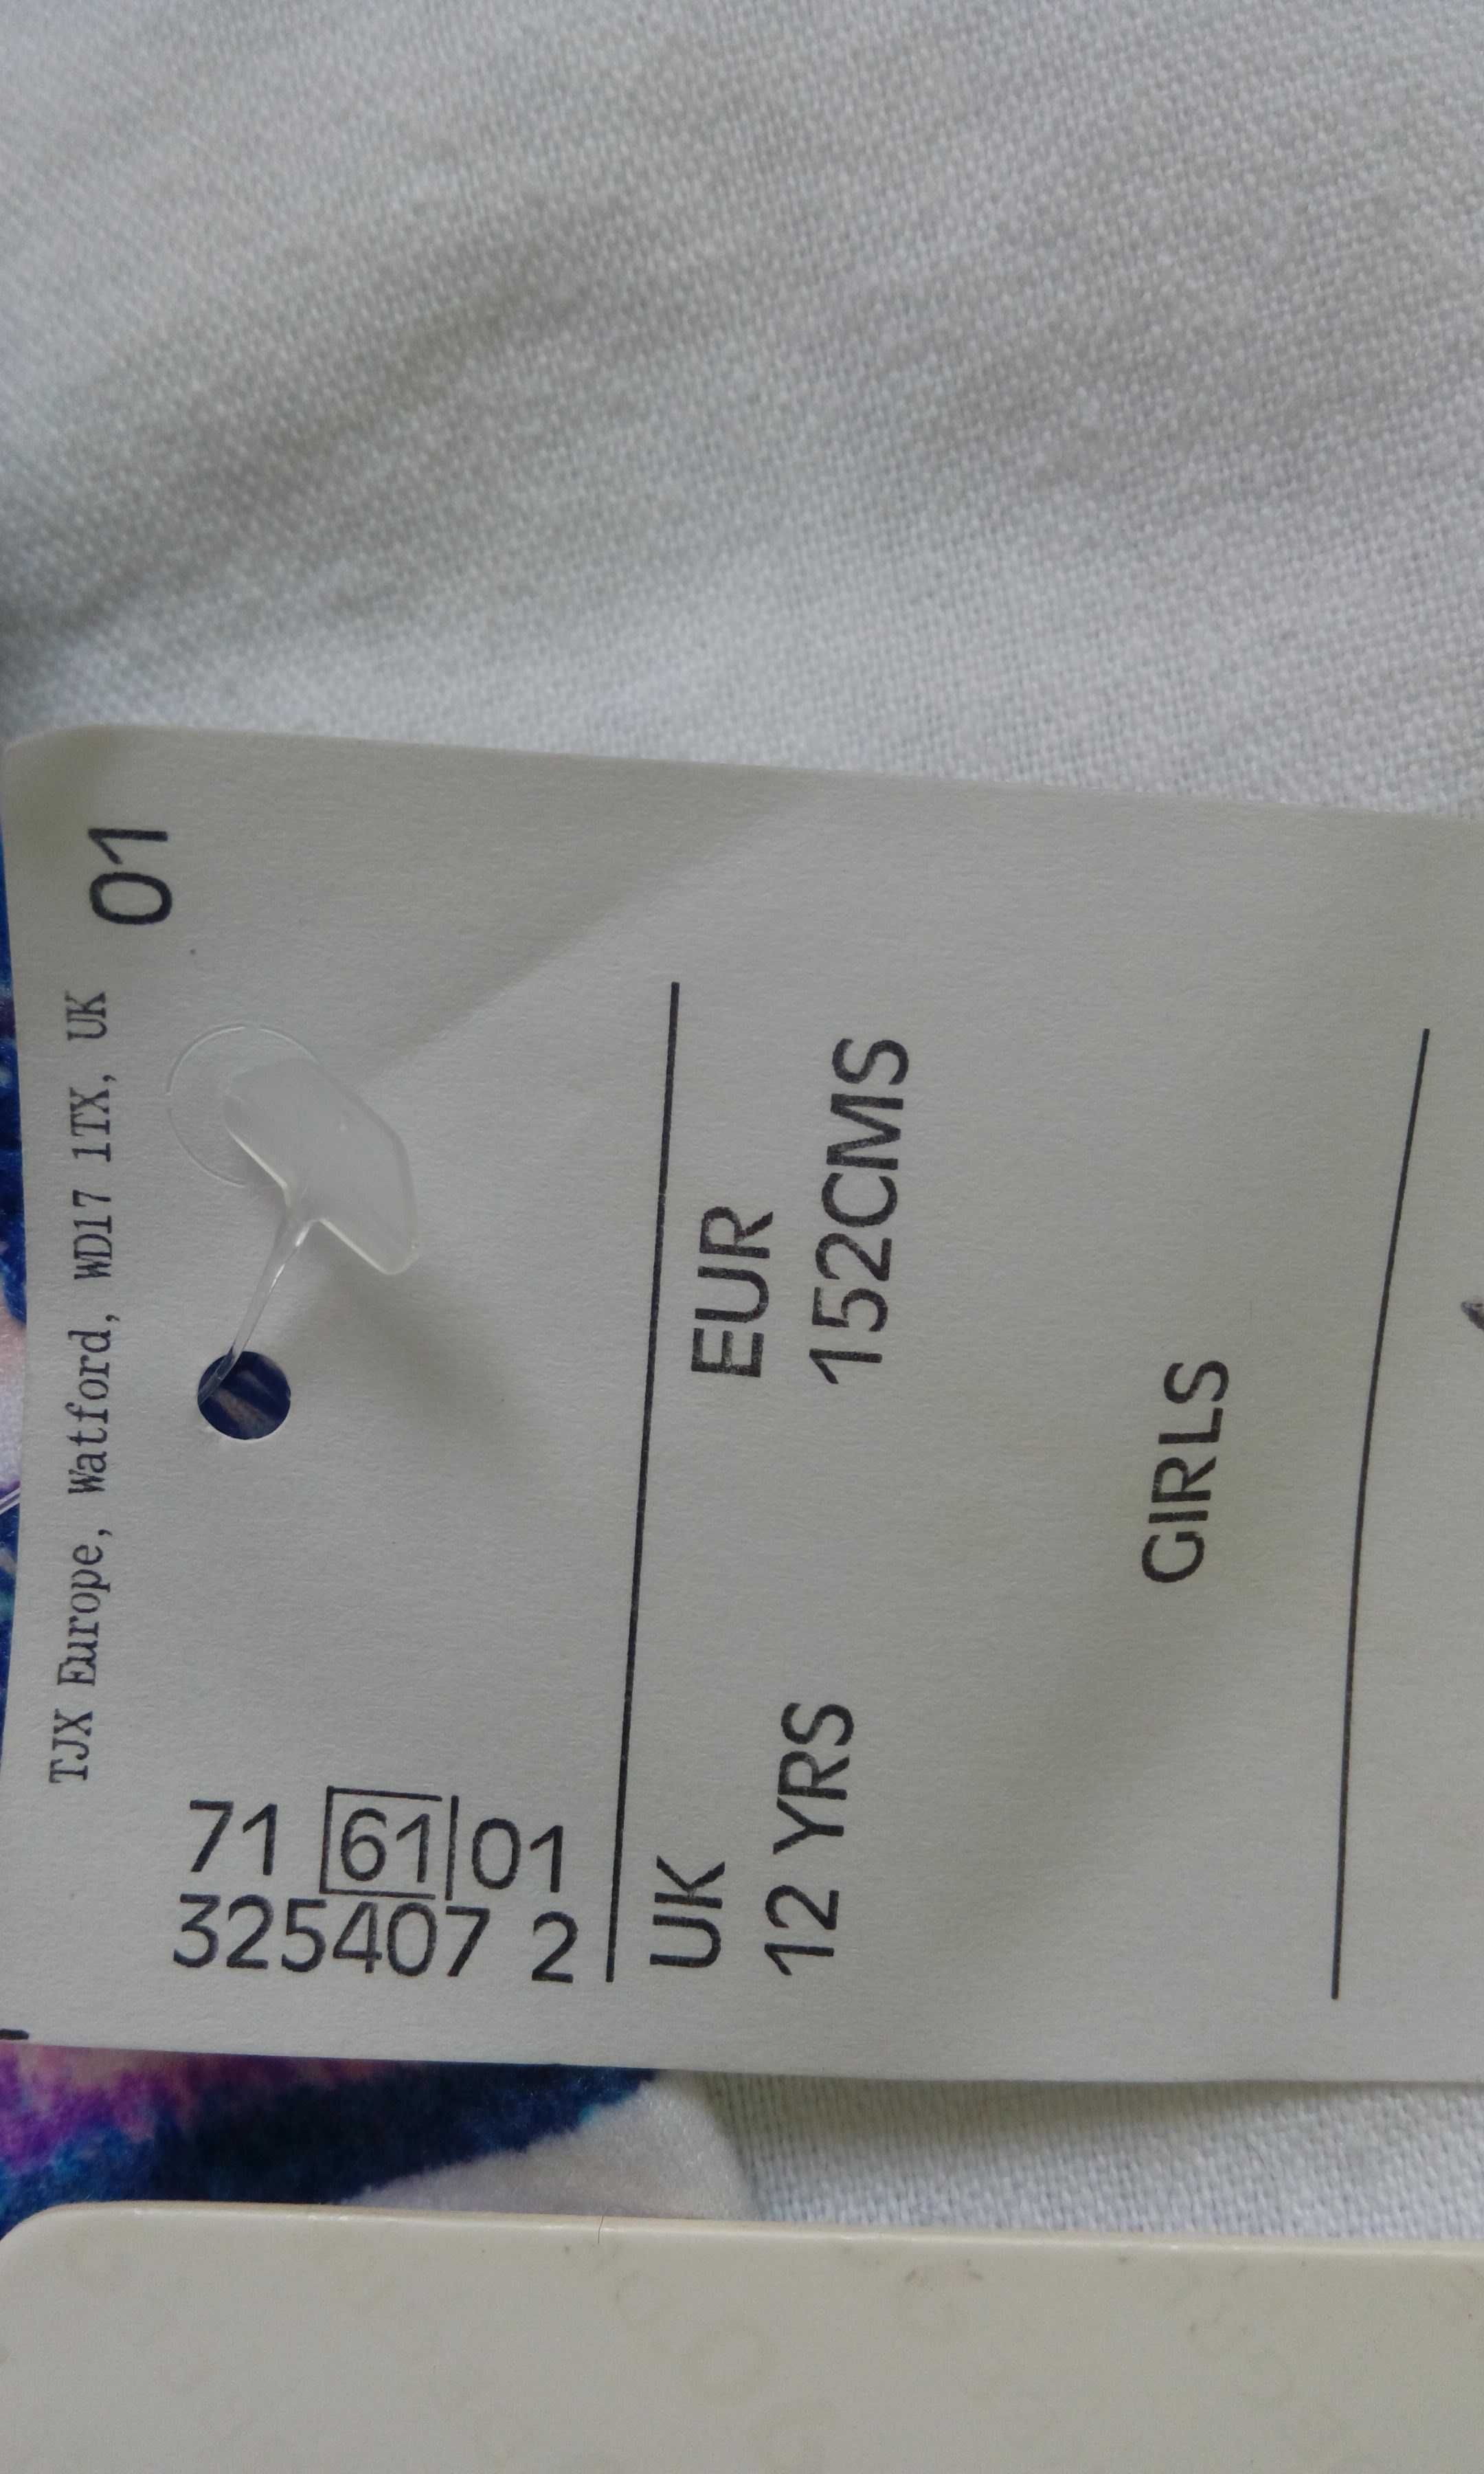 TJX Europe, Watford, WD17 1TX, UK
01
71 61 01
325407 2
UK EUR
12 YRS 152CMS
GIRLS